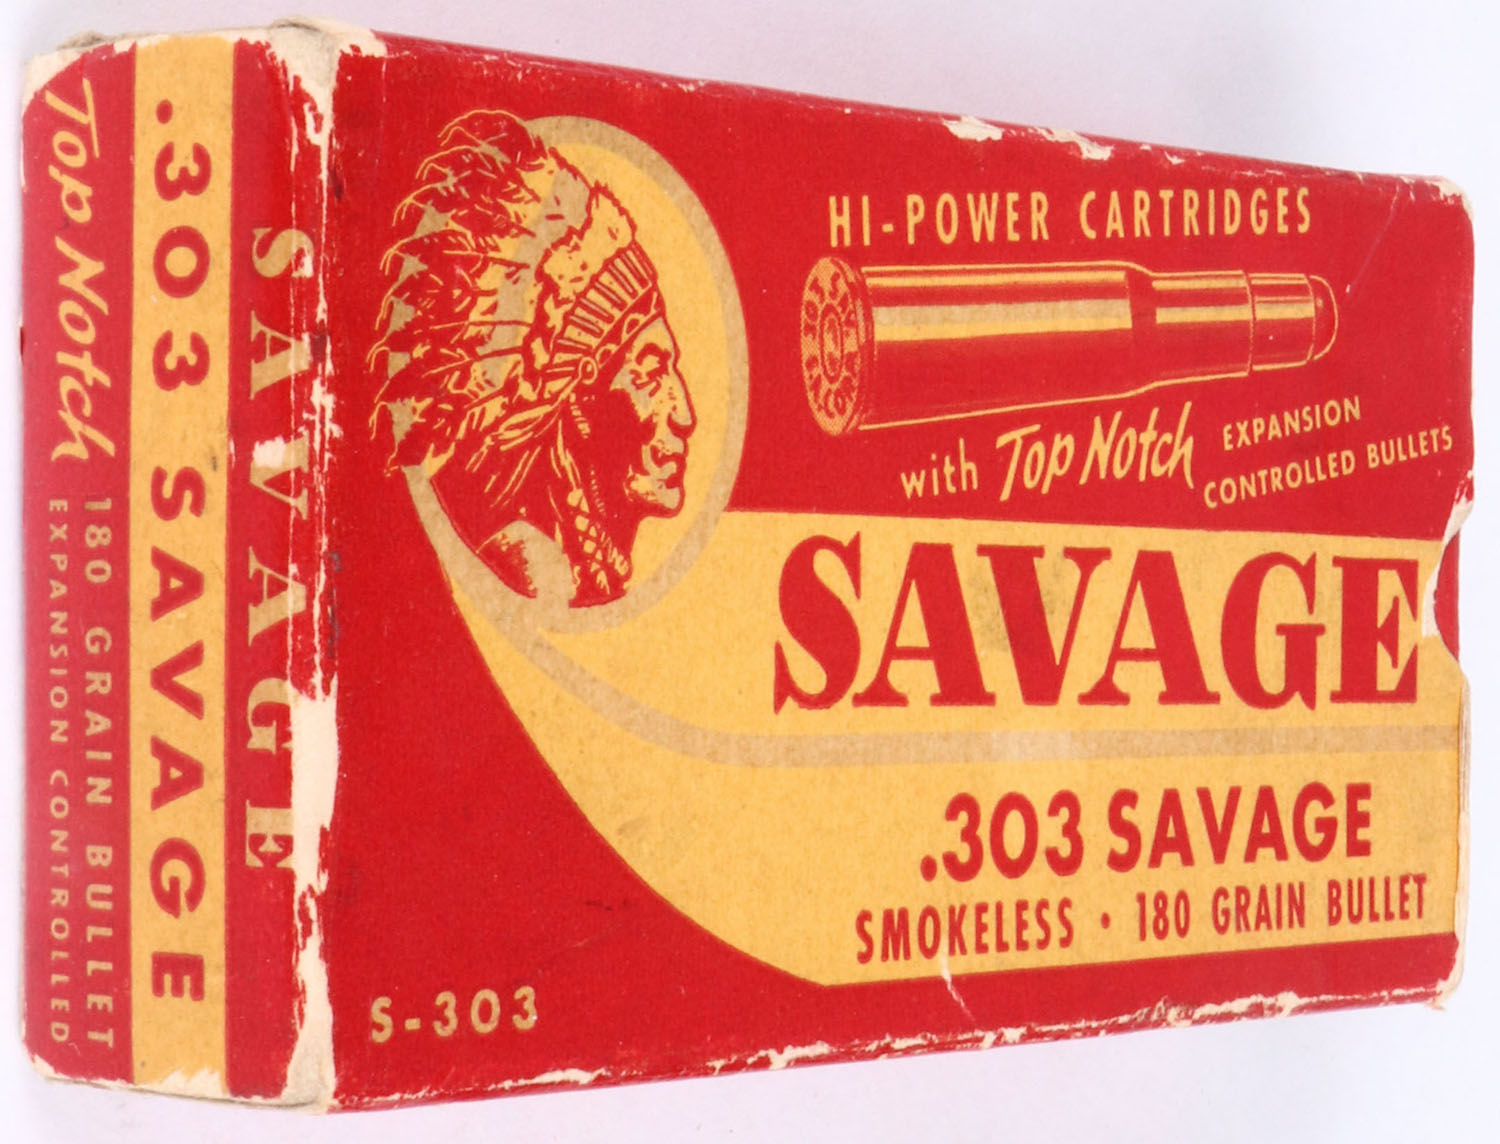 HI-POWER CARTRIDGES
with Top Notch EXPANSION
CONTROLLED BULLETS
SAVAGE
.303 SAVAGE
SMOKELESS · 180 GRAIN BULLET
S-303
SAVAGE
.303 SAVAGE
Top Notch 180 GRAIN BULLET
EXPANSION CONTROLLED